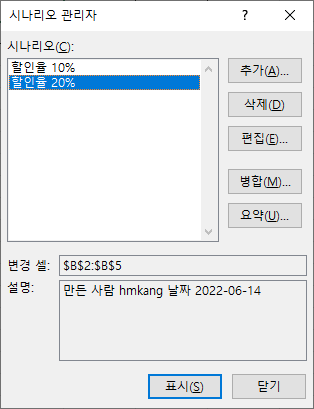 시나리오 관리자
시나리오(C):
할인율 10%
할인율 20%
추가(A)...
삭제(D)
편집(E)...
병합(M)...
요약(U)...
변경 셀: $B$2:$B$5
설명: 만든 사람 hmkang 날짜 2022-06-14
표시(S) 닫기